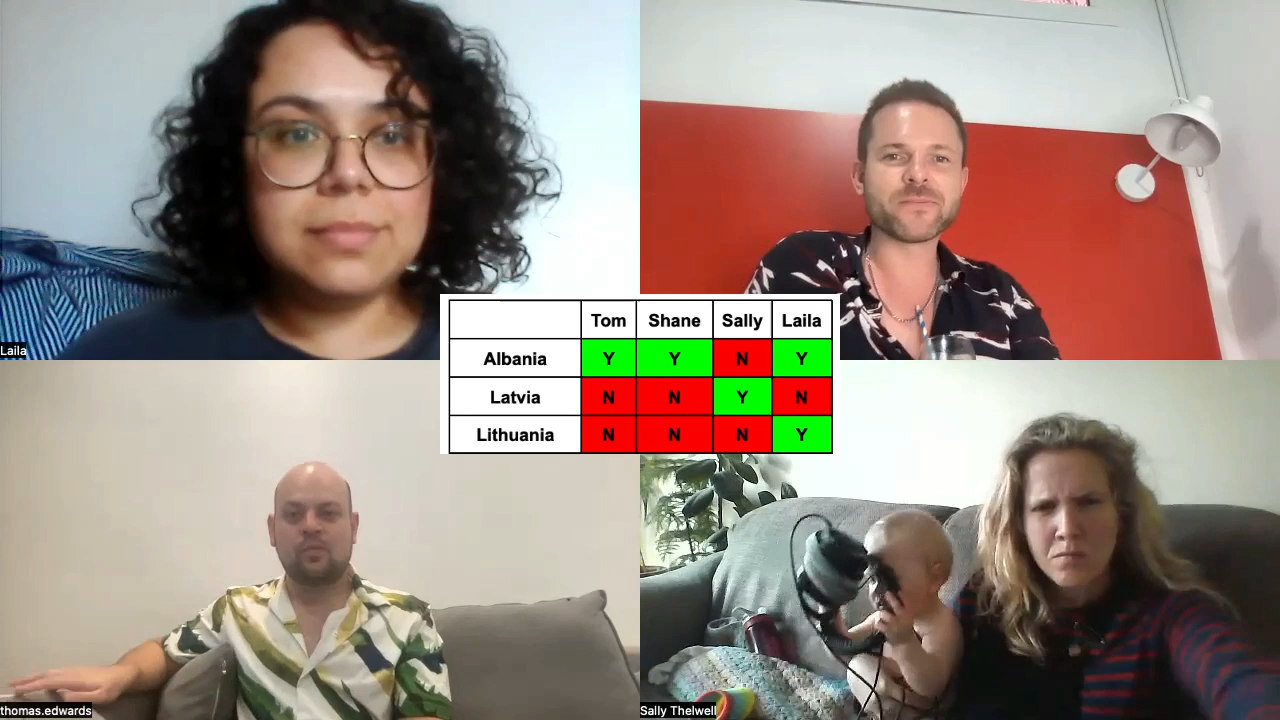 Laila
Tom Shane Sally Laila
Albania Y Y N Y
Latvia N N Y N
Lithuania N N N Y
thomas.edwards
Sally Thelwell